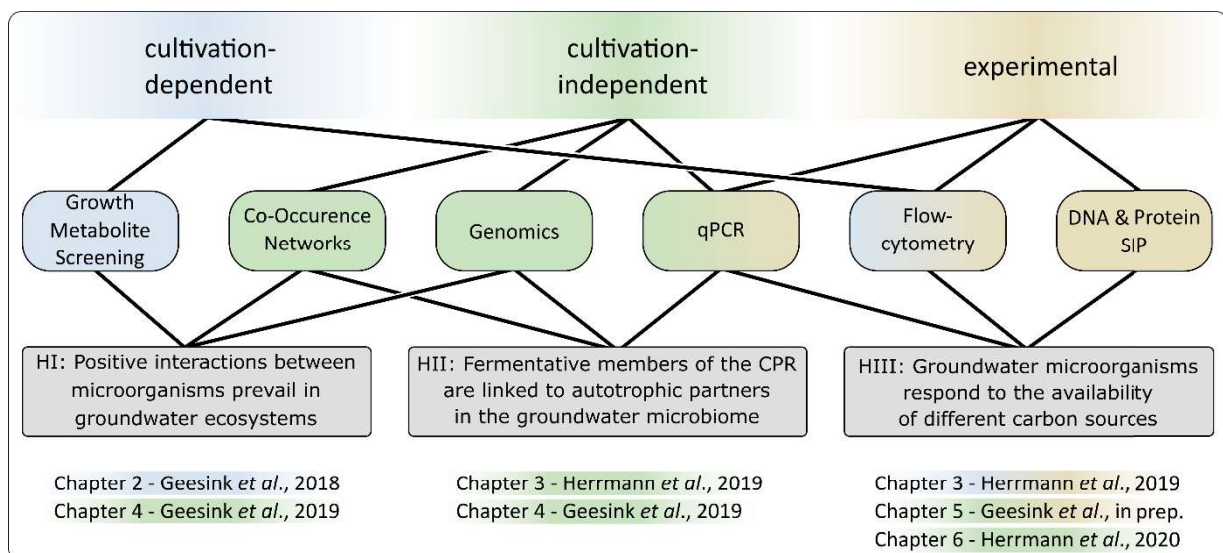 cultivation-
dependent
cultivation-
independent
experimental
Growth
Metabolite
Screening
Co-Occurence
Networks
Genomics
qPCR
Flow-
cytometry
DNA & Protein
SIP
HI: Positive interactions between
microorganisms prevail in
groundwater ecosystems
HII: Fermentative members of the CPR
are linked to autotrophic partners
in the groundwater microbiome
HIII: Groundwater microorganisms
respond to the availability
of different carbon sources
Chapter 2 - Geesink et al., 2018
Chapter 4 - Geesink et al., 2019
Chapter 3 - Herrmann et al., 2019
Chapter 4 - Geesink et al., 2019
Chapter 3 - Herrmann et al., 2019
Chapter 5 - Geesink et al., in prep.
Chapter 6 - Herrmann et al., 2020